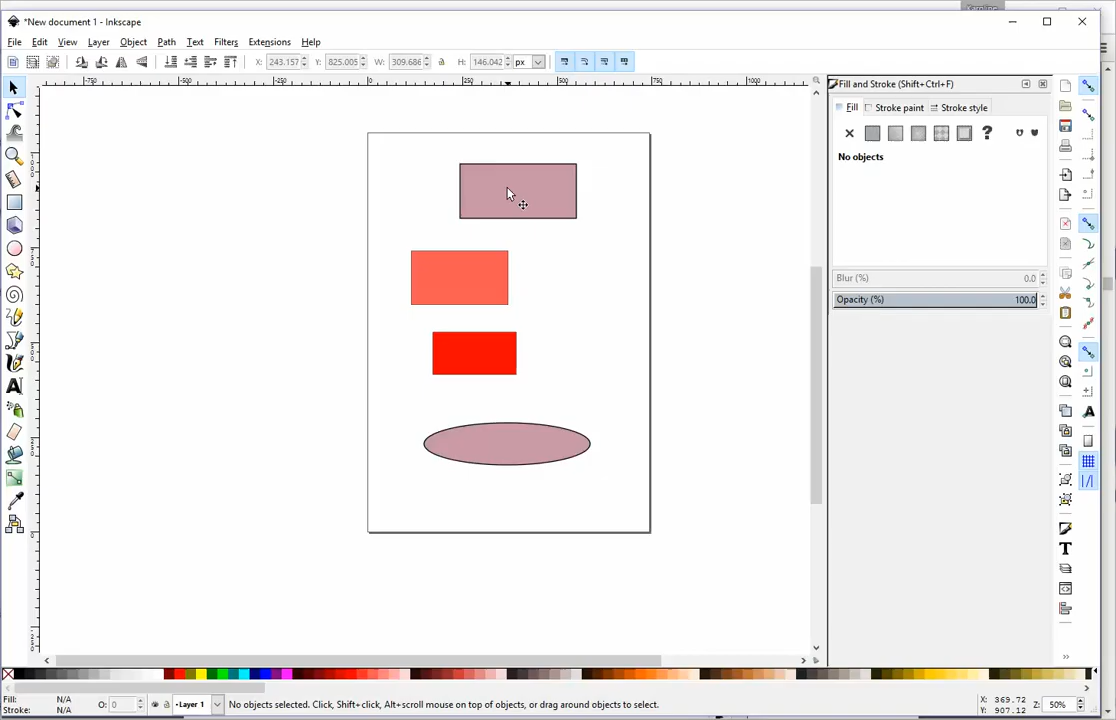 *New document 1 - Inkscape
File Edit View Layer Object Path Text Filters Extensions Help
X: 243.157 Y: 825.005 W: 309.686 H: 146.042 px
Fill and Stroke (Shift+Ctrl+F)
Fill Stroke paint Stroke style
No objects
Blur (%) 0.0
Opacity (%) 100.0
Fill: N/A
Stroke: N/A
O: 0
Layer 1
No objects selected. Click, Shift+click, Alt+scroll mouse on top of objects, or drag around objects to select.
X: 369.72
Y: 907.12
Z: 50%